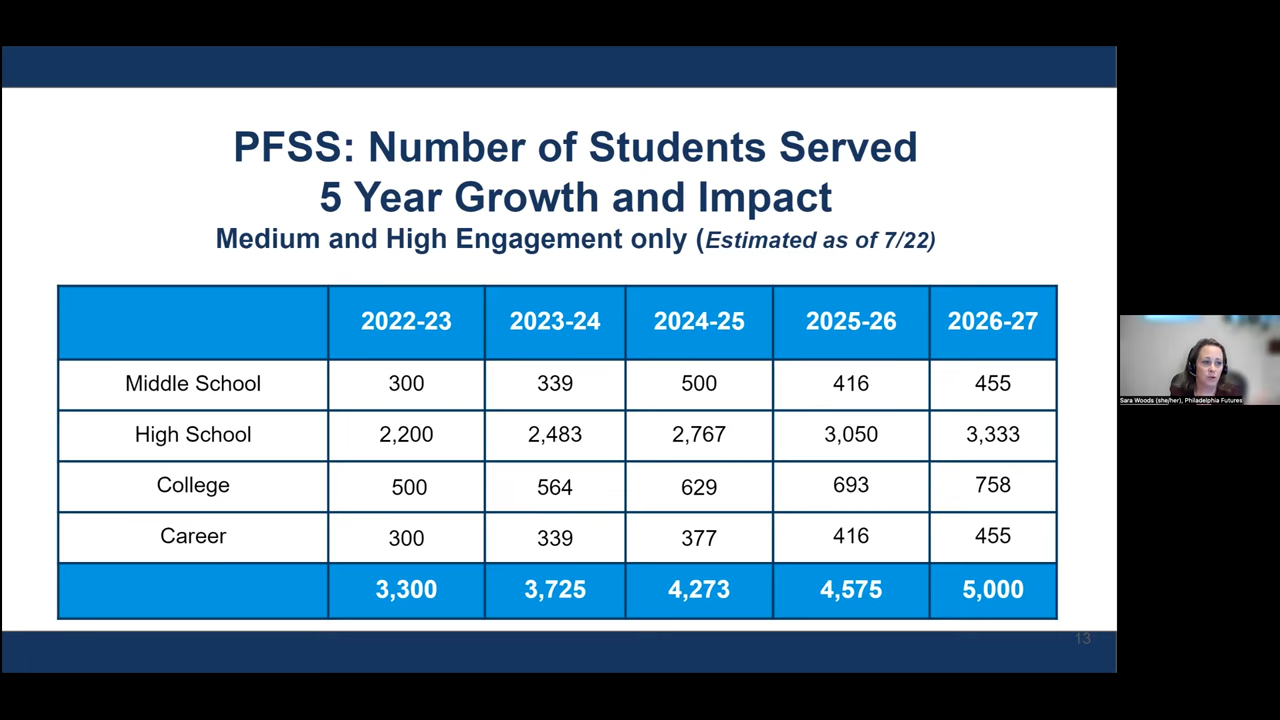 PFSS: Number of Students Served
5 Year Growth and Impact
Medium and High Engagement only (Estimated as of 7/22)
2022-23 2023-24 2024-25 2025-26 2026-27
Middle School 300 339 500 416 455
High School 2,200 2,483 2,767 3,050 3,333
College 500 564 629 693 758
Career 300 339 377 416 455
3,300 3,725 4,273 4,575 5,000
13
Sara Woods (she/her), Philadelphia Futures